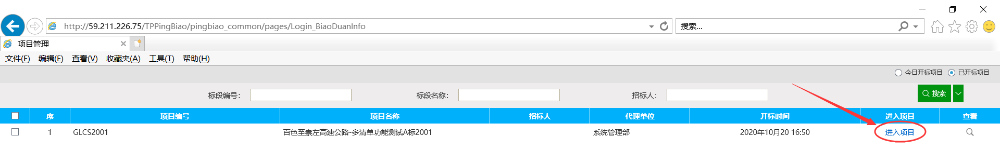 http://59.211.226.75/TPPingBiao/pingbiao_common/pages/Login_BiaoDuanInfo
搜索...
项目管理
文件(F) 编辑(E) 查看(V) 收藏夹(A) 工具(T) 帮助(H)
今日开标项目 已开标项目
标段编号： 标段名称： 招标人： 搜索
序 项目编号 项目名称 招标人 代理单位 开标时间 进入项目 查看
1 GLCS2001 百色至崇左高速公路-多清单功能测试A标2001 系统管理部 2020年10月20 16:50 进入项目